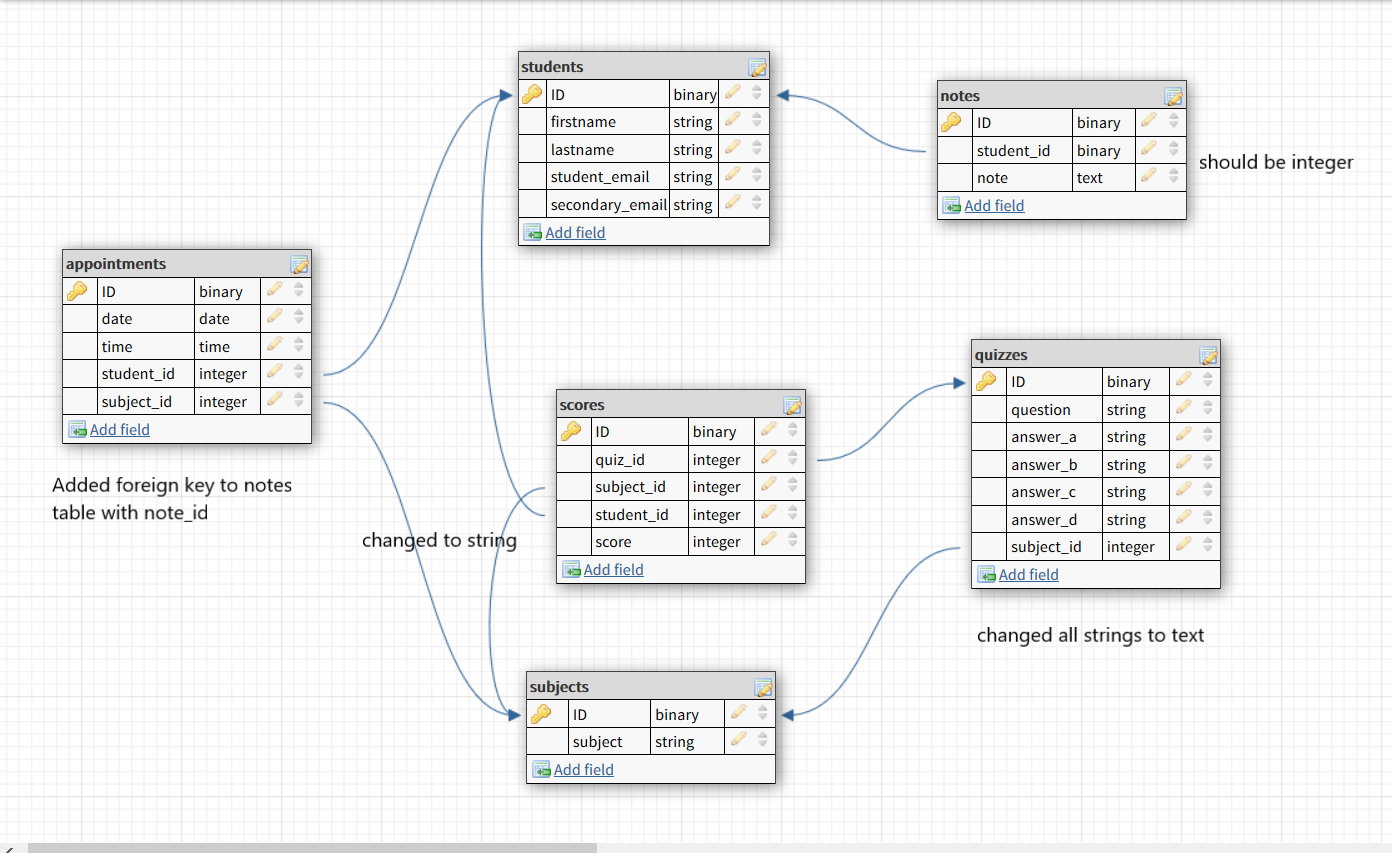 students
ID binary
firstname string
lastname string
student_email string
secondary_email string
Add field
notes
ID binary
student_id binary
note text
Add field
should be integer
appointments
ID binary
date date
time time
student_id integer
subject_id integer
Add field
Added foreign key to notes
table with note_id
scores
ID binary
quiz_id integer
subject_id integer
student_id integer
score integer
Add field
changed to string
quizzes
ID binary
question string
answer_a string
answer_b string
answer_c string
answer_d string
subject_id integer
Add field
changed all strings to text
subjects
ID binary
subject string
Add field